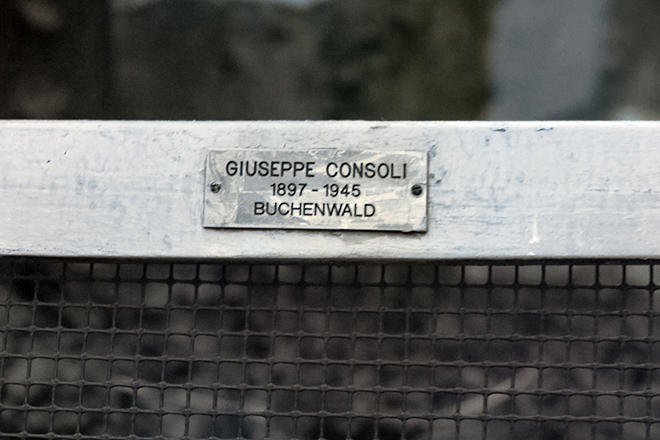 GIUSEPPE CONSOLI
1897 - 1945
BUCHENWALD